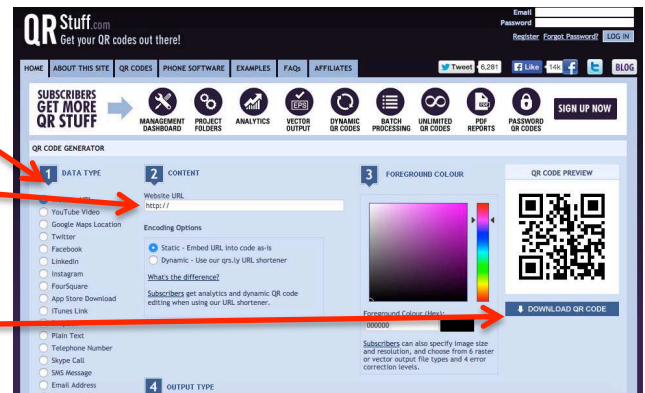 QR Stuff.com
Get your QR codes out there!
Email
Password
Register Forgot Password? LOG IN
HOME ABOUT THIS SITE QR CODES PHONE SOFTWARE EXAMPLES FAQs AFFILIATES Tweet 6,281 Like 14k BLOG
SUBSCRIBERS
GET MORE
QR STUFF
MANAGEMENT
DASHBOARD
PROJECT
FOLDERS
ANALYTICS
EPS
VECTOR
OUTPUT
DYNAMIC
QR CODES
BATCH
PROCESSING
UNLIMITED
QR CODES
PDF
REPORTS
PASSWORD
QR CODES
SIGN UP NOW
QR CODE GENERATOR
1 DATA TYPE
YouTube Video
Google Maps Location
Twitter
Facebook
LinkedIn
Instagram
FourSquare
App Store Download
iTunes Link
Plain Text
Telephone Number
Skype Call
SMS Message
Email Address
2 CONTENT
Website URL
http://
Encoding Options
Static - Embed URL into code as-is
Dynamic - Use our qrs.ly URL shortener
What's the difference?
Subscribers get analytics and dynamic QR code
editing when using our URL shortener.
3 FOREGROUND COLOUR
Foreground Colour (Hex):
000000
Subscribers can also specify image size
and resolution, and choose from 6 raster
or vector output file types and 4 error
correction levels.
QR CODE PREVIEW
DOWNLOAD QR CODE
4 OUTPUT TYPE